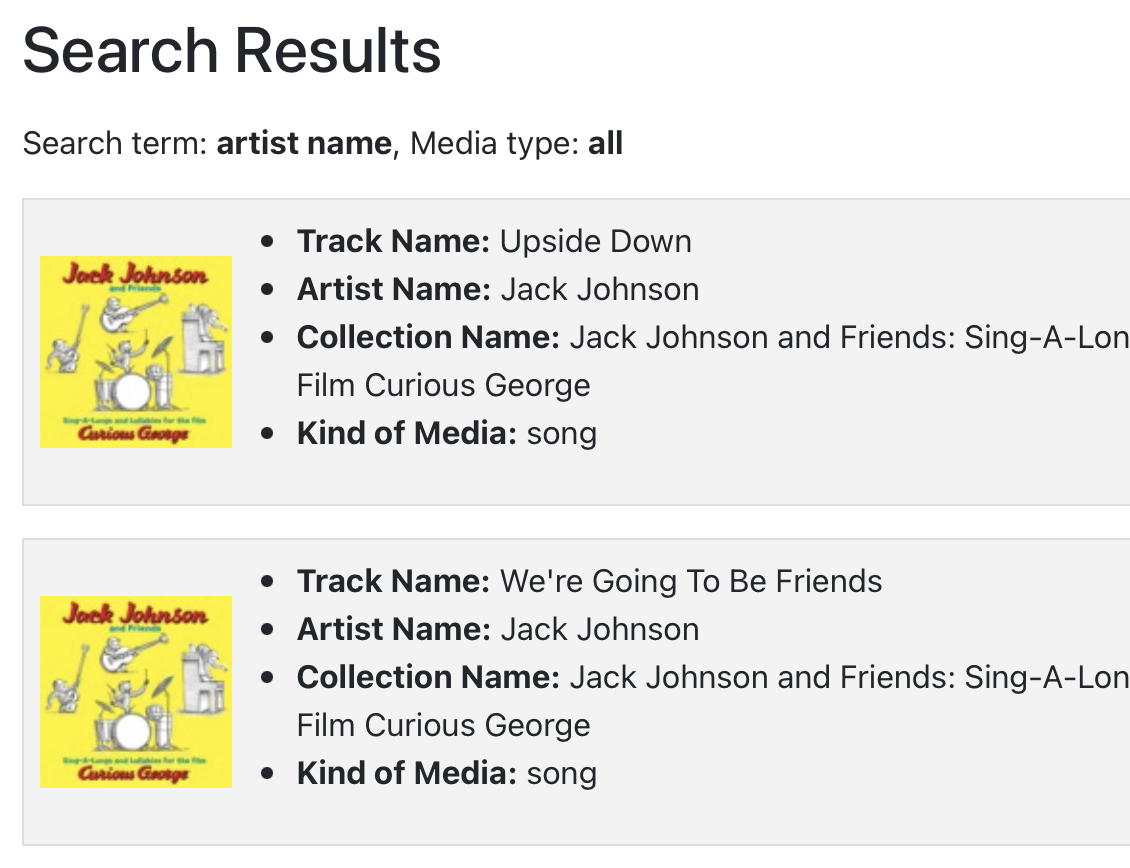 Search Results
Search term: artist name, Media type: all
Jack Johnson
and Friends
Sing-A-Longs and Lullabies for the film
Curious George
Track Name: Upside Down
Artist Name: Jack Johnson
Collection Name: Jack Johnson and Friends: Sing-A-Lon
Film Curious George
Kind of Media: song
Jack Johnson
and Friends
Sing-A-Longs and Lullabies for the film
Curious George
Track Name: We're Going To Be Friends
Artist Name: Jack Johnson
Collection Name: Jack Johnson and Friends: Sing-A-Lon
Film Curious George
Kind of Media: song